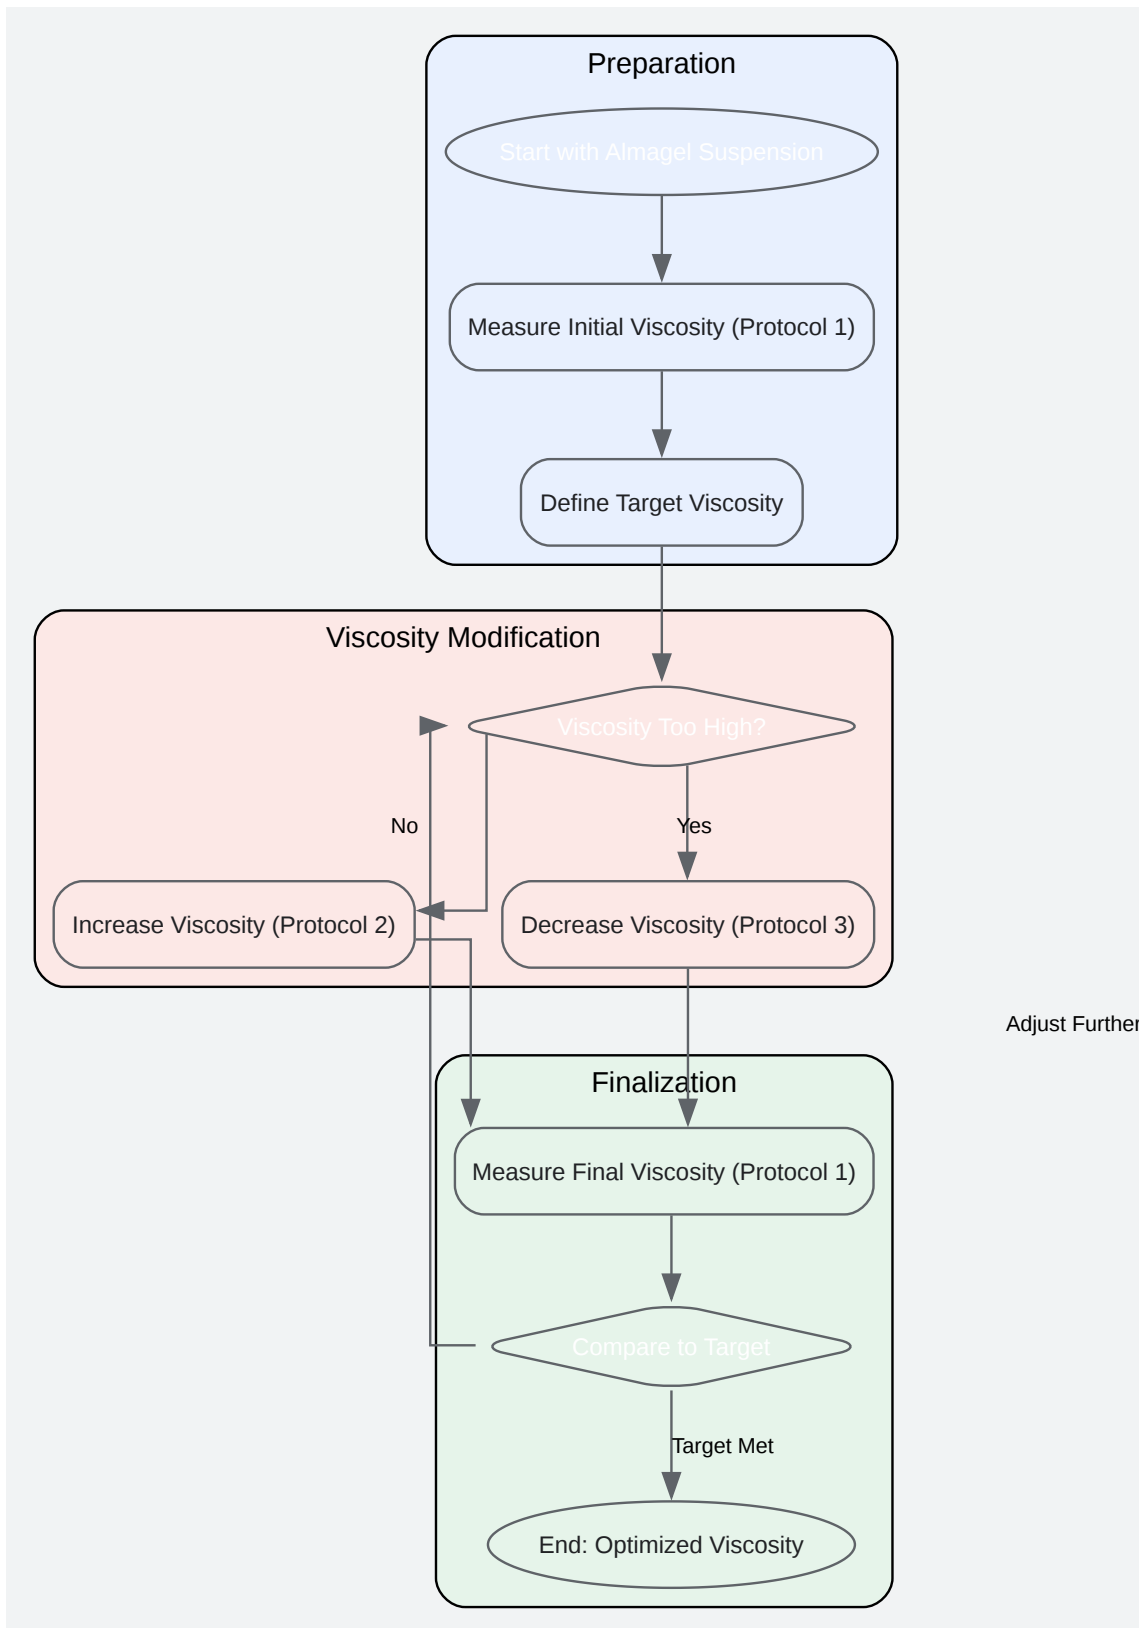 Preparation
Start with Almagel Suspension
Measure Initial Viscosity (Protocol 1)
Define Target Viscosity
Viscosity Modification
Viscosity Too High?
No
Yes
Increase Viscosity (Protocol 2)
Decrease Viscosity (Protocol 3)
Adjust Further
Finalization
Measure Final Viscosity (Protocol 1)
Compare to Target
Target Met
End: Optimized Viscosity